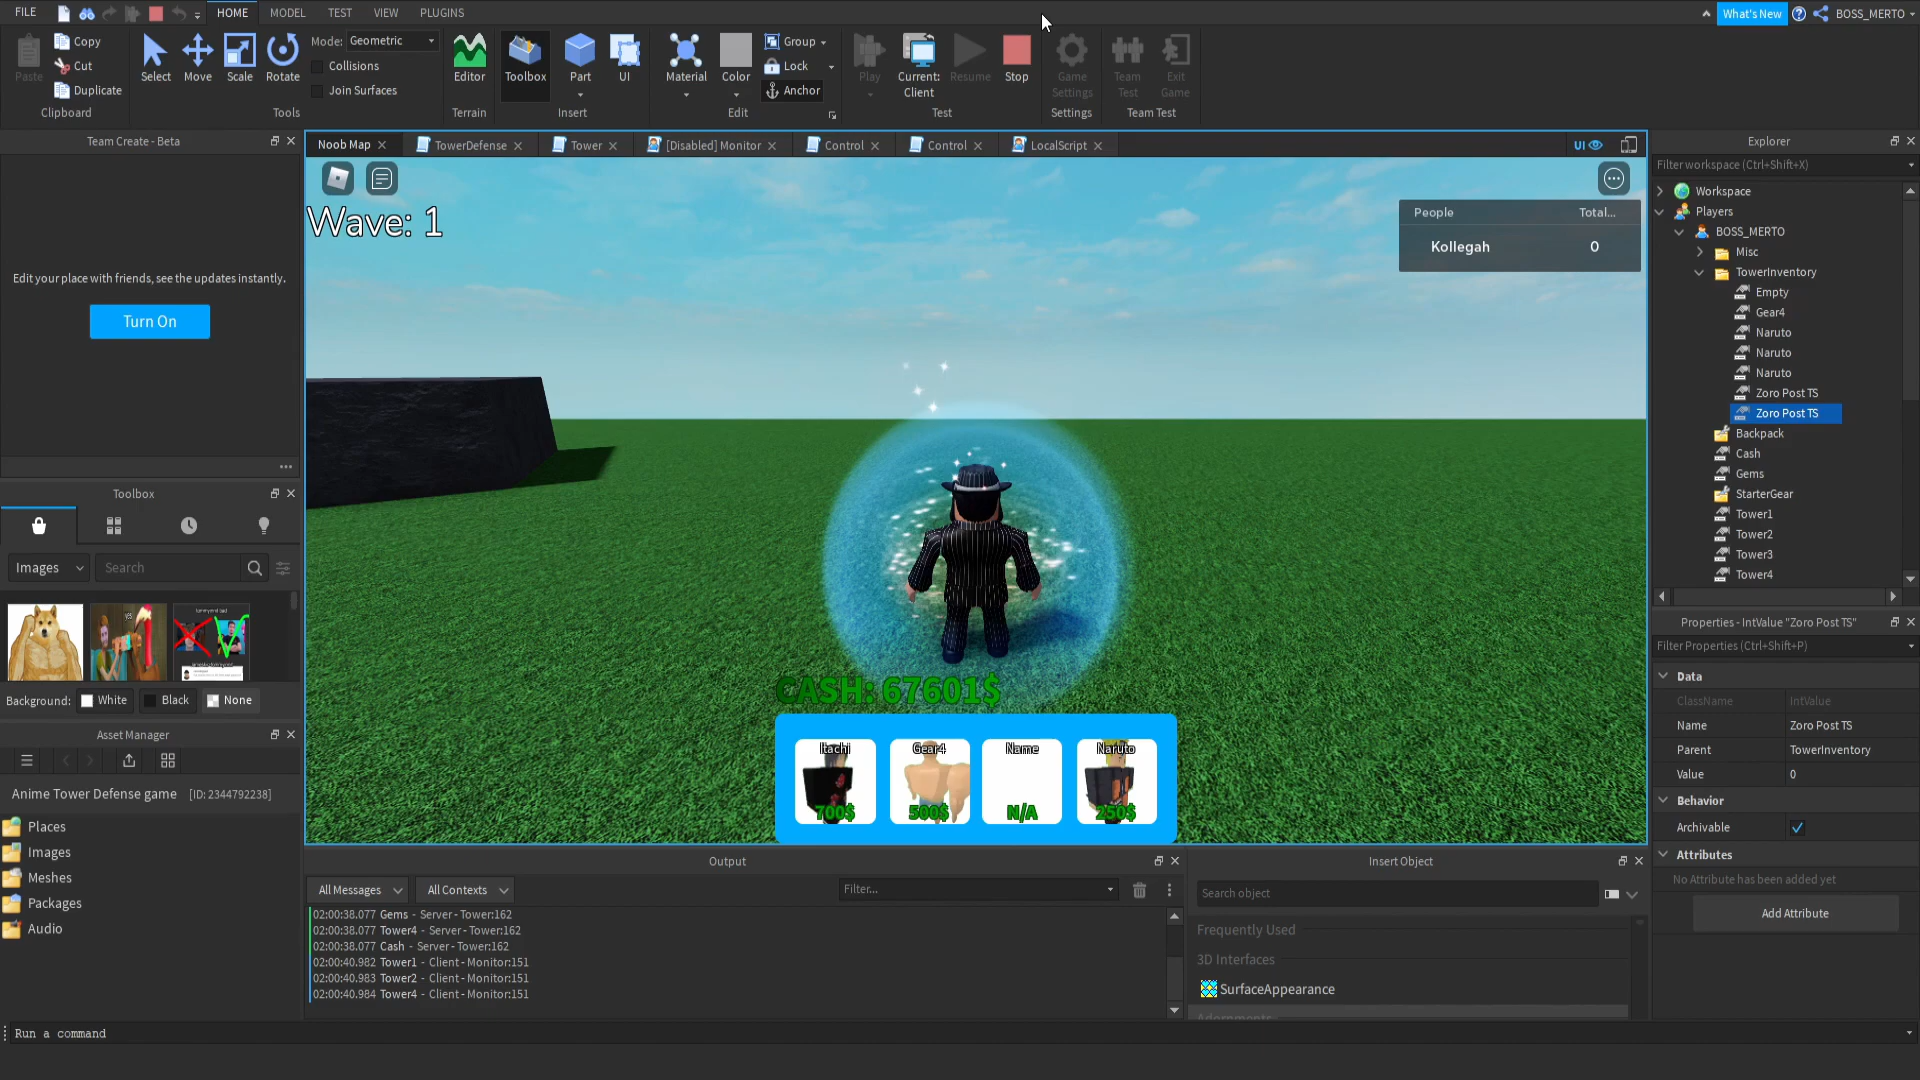 FILE
HOME
MODEL
TEST
VIEW
PLUGINS
What's New
BOSS_MERTO
Paste
Copy
Cut
Duplicate
Clipboard
Select
Move
Scale
Rotate
Mode: Geometric
Collisions
Join Surfaces
Tools
Editor
Terrain
Toolbox
Part
UI
Insert
Material
Color
Group
Lock
Anchor
Edit
Play
Current:
Client
Resume
Stop
Test
Game
Settings
Settings
Team
Test
Exit
Game
Team Test
Team Create - Beta
Edit your place with friends, see the updates instantly.
Turn On
Toolbox
Images
Search
Background: White Black None
Asset Manager
Anime Tower Defense game [ID: 2344792238]
Places
Images
Meshes
Packages
Audio
Noob Map
TowerDefense
Tower
[Disabled] Monitor
Control
Control
LocalScript
UI
Wave: 1
People Total...
Kollegah 0
CASH: 67601$
Itachi
700$
Gear4
500$
Name
N/A
Naruto
250$
Output
All Messages
All Contexts
Filter...
02:00:38.077 Gems - Server - Tower:162
02:00:38.077 Tower4 - Server - Tower:162
02:00:38.077 Cash - Server - Tower:162
02:00:40.982 Tower1 - Client - Monitor:151
02:00:40.983 Tower2 - Client - Monitor:151
02:00:40.984 Tower4 - Client - Monitor:151
Insert Object
Search object
Frequently Used
3D Interfaces
SurfaceAppearance
Adornments
Explorer
Filter workspace (Ctrl+Shift+X)
Workspace
Players
BOSS_MERTO
Misc
TowerInventory
Empty
Gear4
Naruto
Naruto
Naruto
Zoro Post TS
Zoro Post TS
Backpack
Cash
Gems
StarterGear
Tower1
Tower2
Tower3
Tower4
Properties - IntValue "Zoro Post TS"
Filter Properties (Ctrl+Shift+P)
Data
ClassName IntValue
Name Zoro Post TS
Parent TowerInventory
Value 0
Behavior
Archivable
Attributes
No Attribute has been added yet
Add Attribute
Run a command